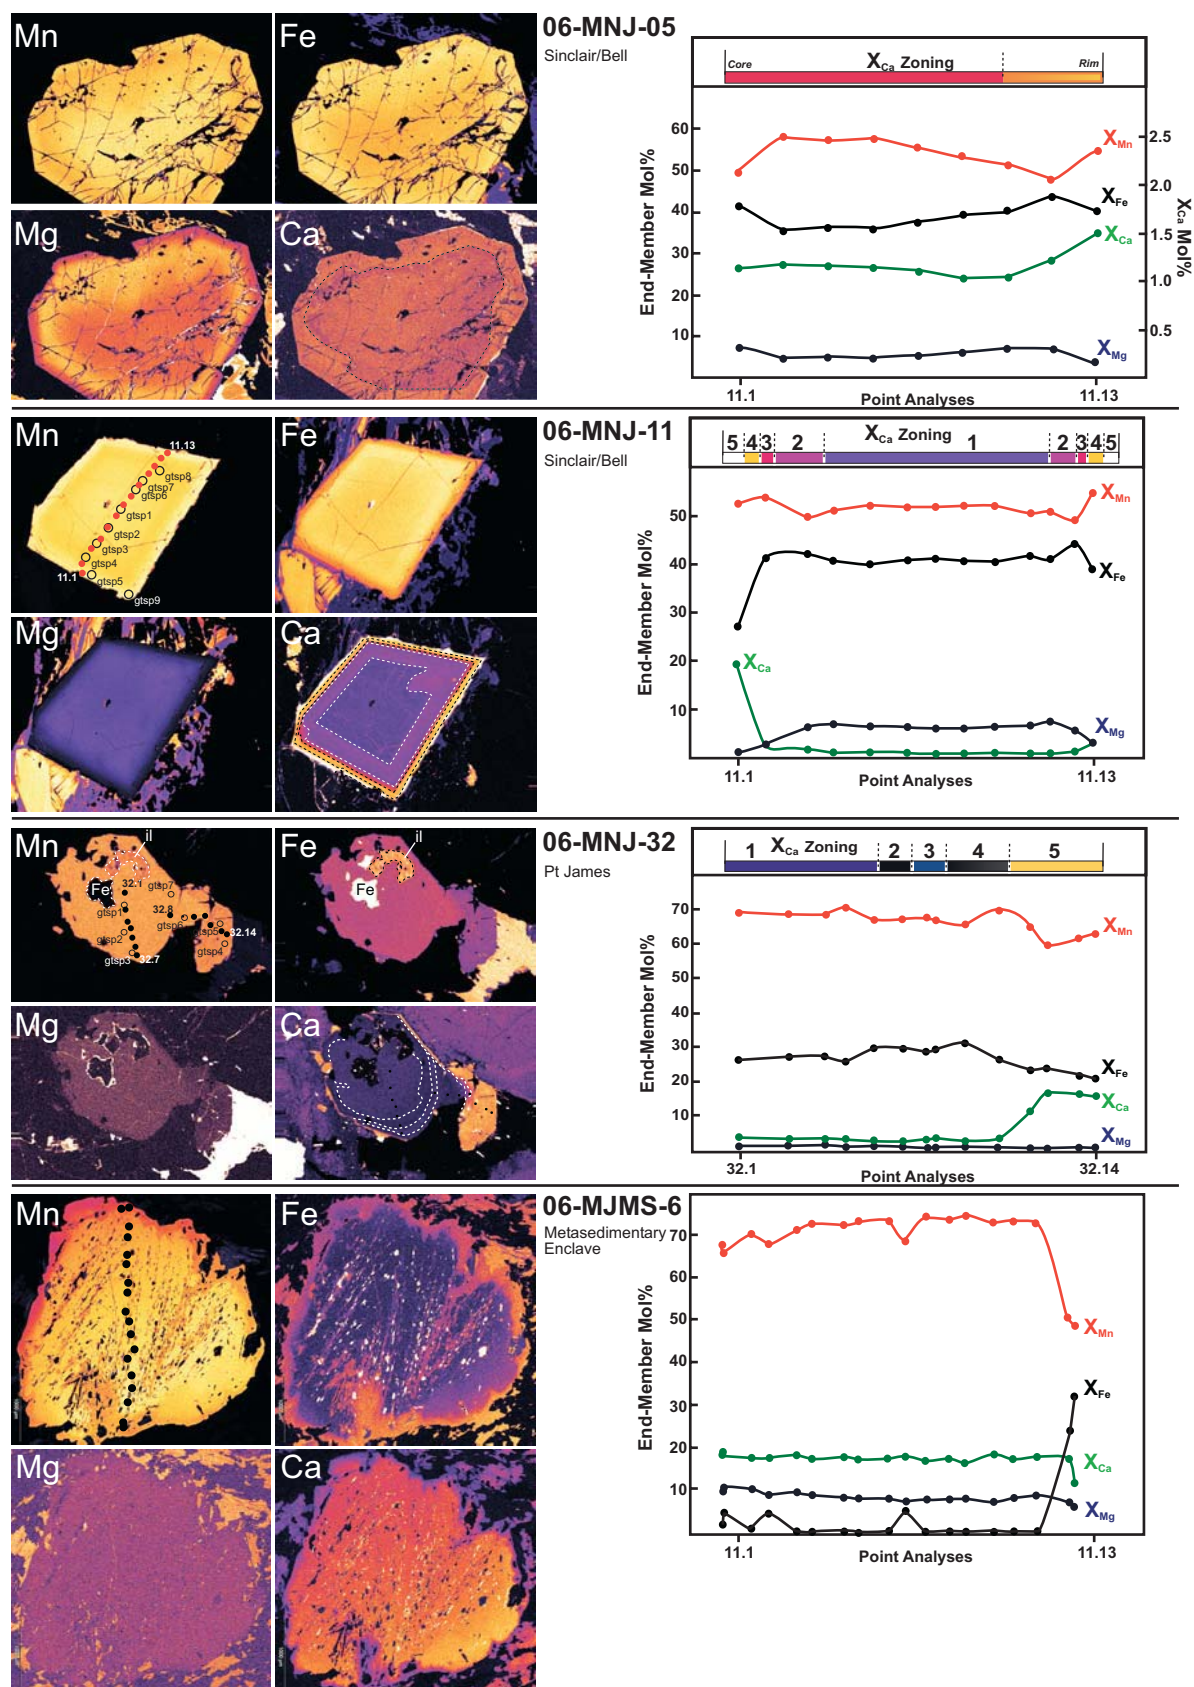 Mn
Fe
06-MNJ-05
Sinclair/Bell
Core
XCa Zoning
Rim
60
50
40
30
20
10
End-Member Mol%
XMn
XFe
XCa
XMg
2.5
2.0
1.5
1.0
0.5
XCa Mol%
Mg
Ca
11.1
Point Analyses
11.13
Mn
11.13
gtsp8
gtsp7
gtsp6
gtsp1
gtsp2
gtsp3
gtsp4
11.1
gtsp5
gtsp9
Fe
06-MNJ-11
Sinclair/Bell
XCa Zoning
5 4 3 2 1 2 3 4 5
50
40
30
20
10
End-Member Mol%
XMn
XFe
XCa
XMg
Mg
Ca
11.1
Point Analyses
11.13
Mn
il
Fe
32.1
gtsp7
gtsp1
32.8
gtsp6
gtsp2
gtsp5
32.14
gtsp4
gtsp3
32.7
Fe
il
Fe
06-MNJ-32
Pt James
1 XCa Zoning 2 3 4 5
70
60
50
40
30
20
10
End-Member Mol%
XMn
XFe
XCa
XMg
Mg
Ca
32.1
Point Analyses
32.14
Mn
Fe
06-MJMS-6
Metasedimentary
Enclave
70
60
50
40
30
20
10
End-Member Mol%
XMn
XFe
XCa
XMg
Mg
Ca
11.1
Point Analyses
11.13